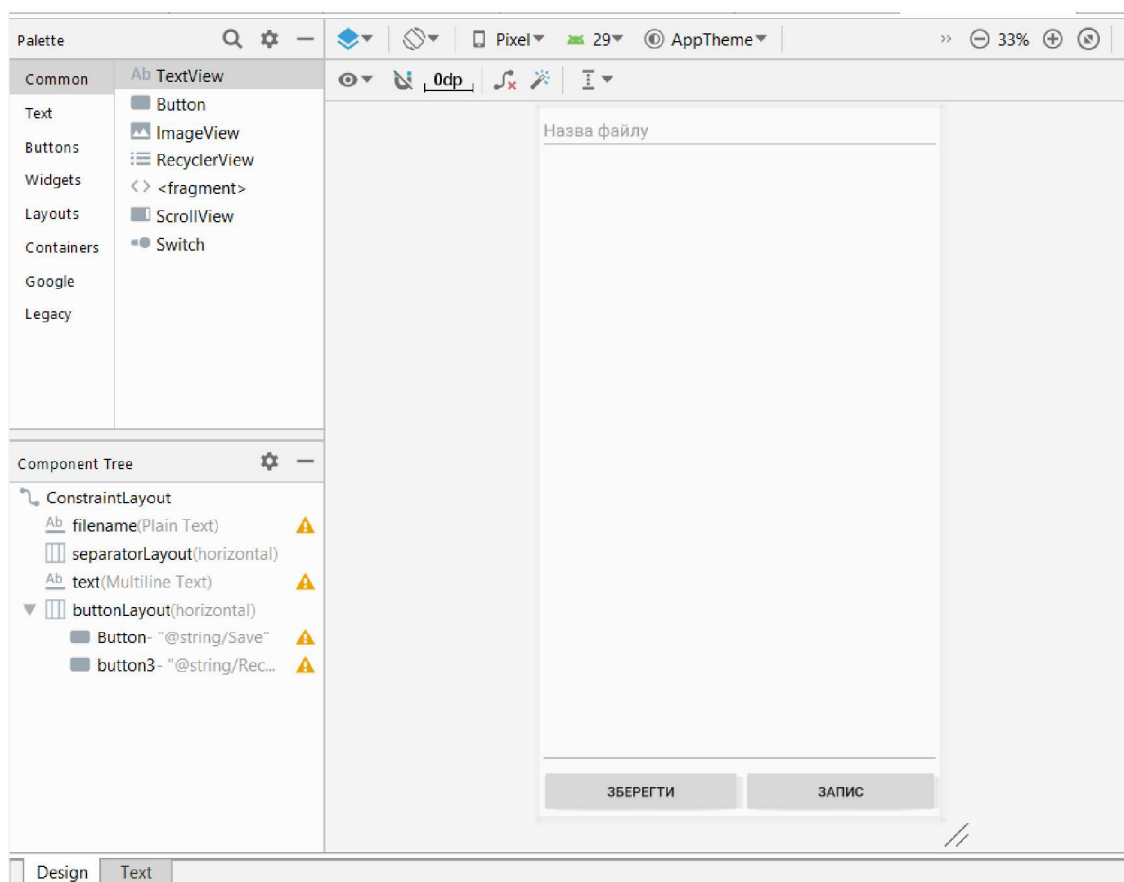 Palette
Pixel 29 AppTheme
33%
Common
Text
Buttons
Widgets
Layouts
Containers
Google
Legacy
Ab TextView
Button
ImageView
RecyclerView
<fragment>
ScrollView
Switch
0dp
Назва файлу
Component Tree
ConstraintLayout
Ab filename(Plain Text)
separatorLayout(horizontal)
Ab text(Multiline Text)
buttonLayout(horizontal)
Button- "@string/Save"
button3- "@string/Rec...
ЗБЕРЕГТИ
ЗАПИС
Design
Text